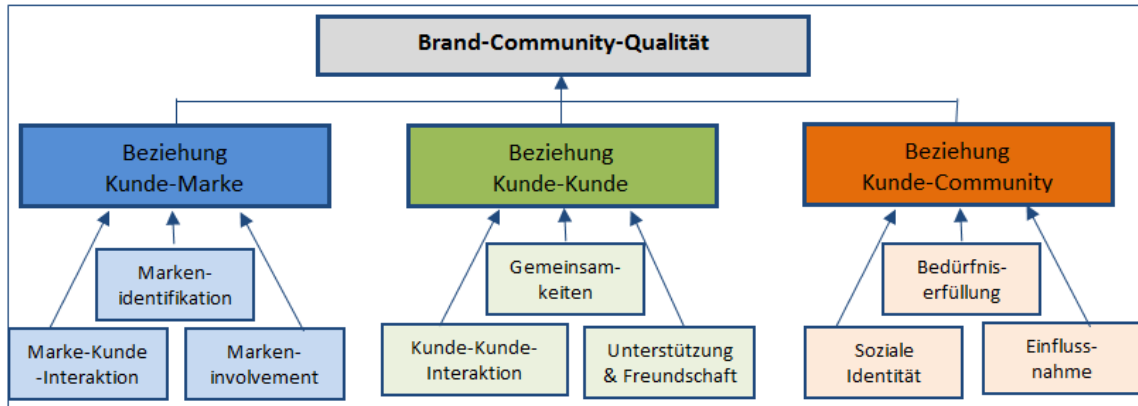 Brand-Community-Qualität
Beziehung
Kunde-Marke
Beziehung
Kunde-Kunde
Beziehung
Kunde-Community
Marken-
identifikation
Marke-Kunde
-Interaktion
Marken-
involvement
Gemeinsam-
keiten
Kunde-Kunde-
Interaktion
Unterstützung
& Freundschaft
Bedürfnis-
erfüllung
Soziale
Identität
Einfluss-
nahme